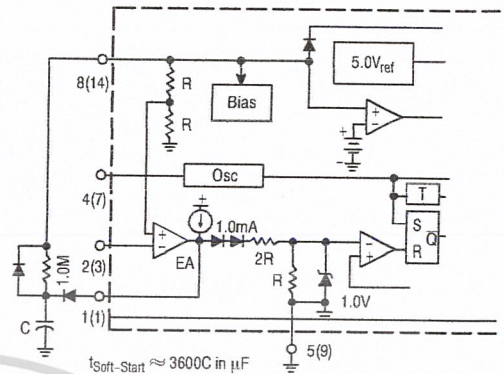 5.0Vref
8(14)
R
Bias
R
+
+
–
–
Osc
4(7)
T
+
1.0mA
S
Q
+
–
–
+
R
2(3)
EA
2R
R
1.0M
1.0V
1(1)
C
5(9)
tSoft–Start ≈ 3600C in µF